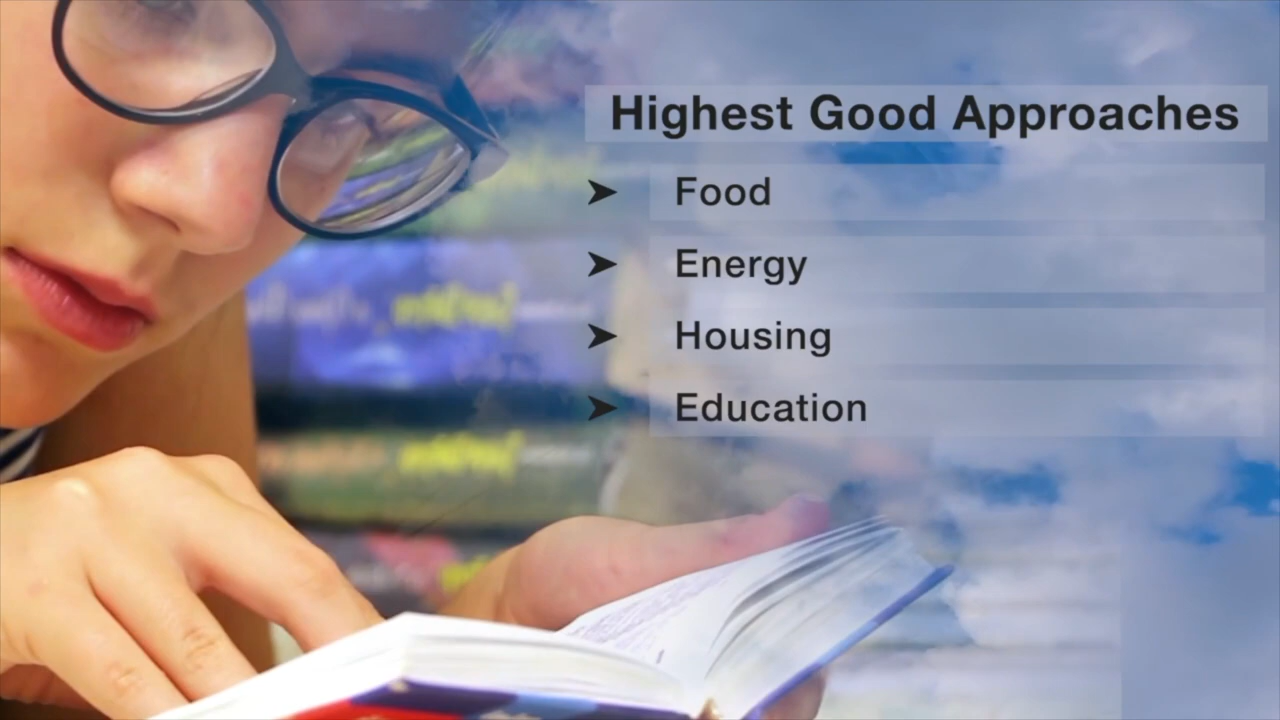 Highest Good Approaches
➤ Food
➤ Energy
➤ Housing
➤ Education